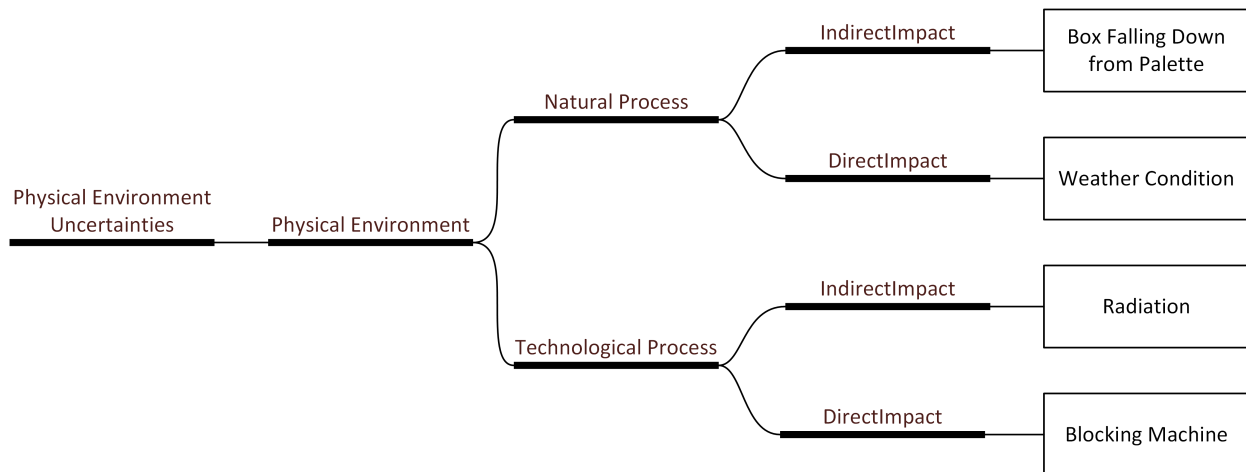 IndirectImpact
Box Falling Down
from Palette
Natural Process
DirectImpact
Weather Condition
Physical Environment
Uncertainties
Physical Environment
IndirectImpact
Radiation
Technological Process
DirectImpact
Blocking Machine